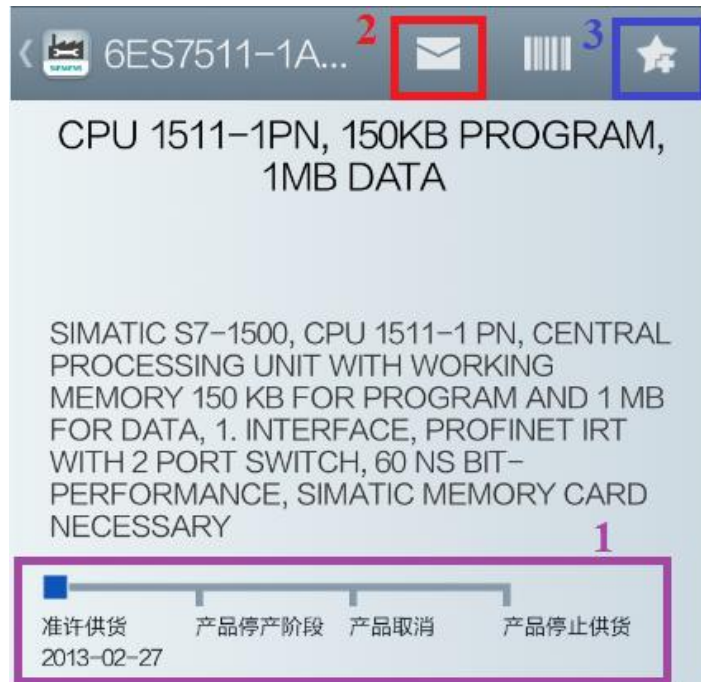 6ES7511-1A... 2 3
SIEMENS
CPU 1511-1PN, 150KB PROGRAM,
1MB DATA
SIMATIC S7-1500, CPU 1511-1 PN, CENTRAL
PROCESSING UNIT WITH WORKING
MEMORY 150 KB FOR PROGRAM AND 1 MB
FOR DATA, 1. INTERFACE, PROFINET IRT
WITH 2 PORT SWITCH, 60 NS BIT-
PERFORMANCE, SIMATIC MEMORY CARD
NECESSARY
1
准许供货 产品停产阶段 产品取消 产品停止供货
2013-02-27